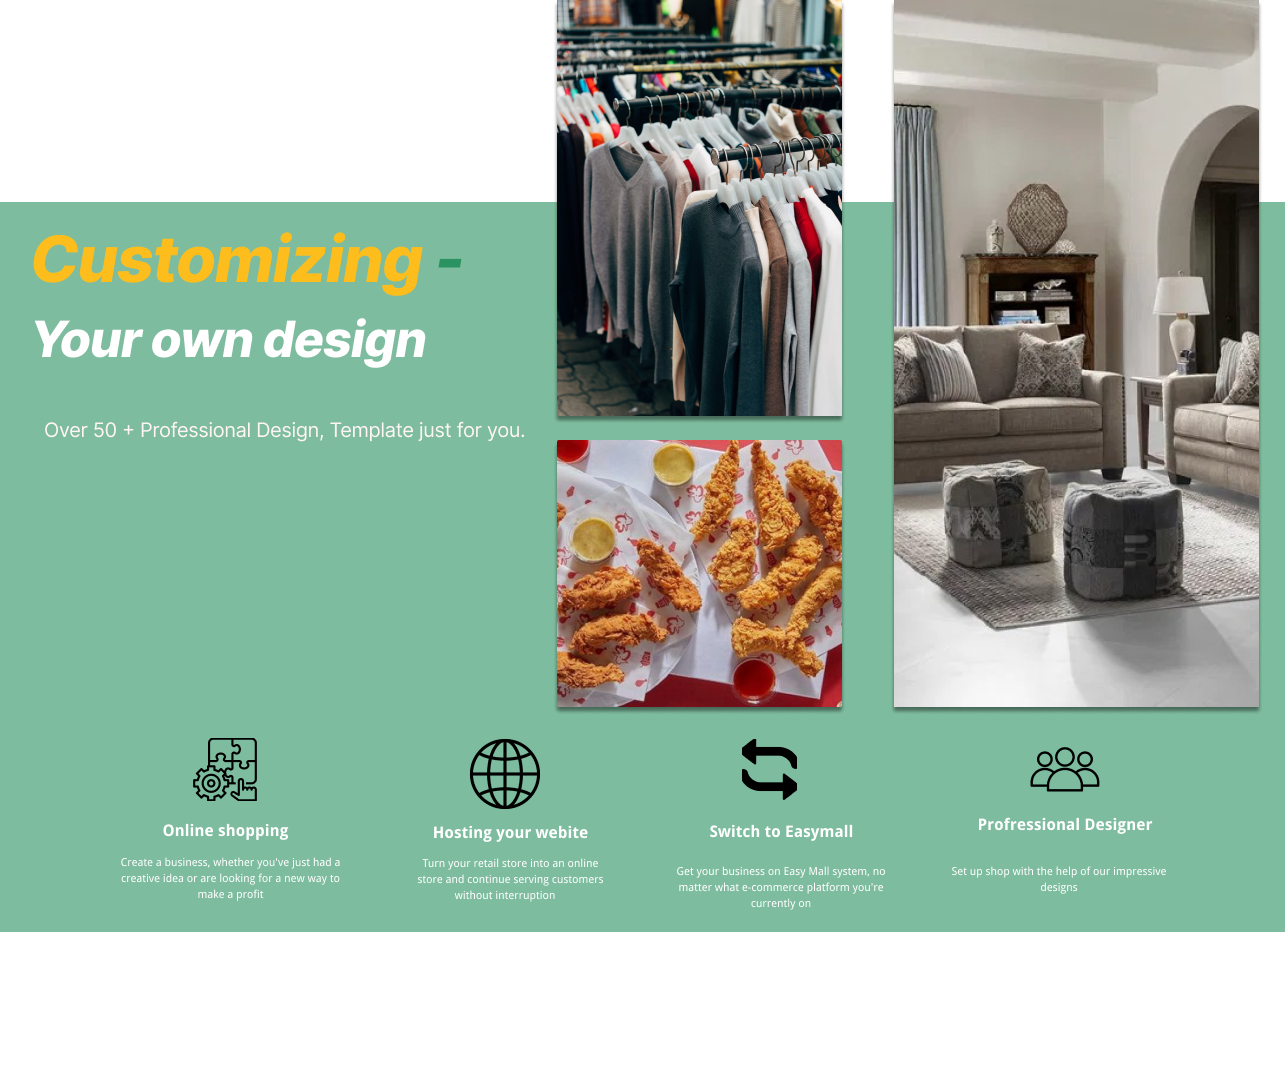 Customizing -
Your own design
Over 50 + Professional Design, Template just for you.
Online shopping
Create a business, whether you've just had a
creative idea or are looking for a new way to
make a profit
Hosting your webite
Turn your retail store into an online
store and continue serving customers
without interruption
Switch to Easymall
Get your business on Easy Mall system, no
matter what e-commerce platform you're
currently on
Profressional Designer
Set up shop with the help of our impressive
designs